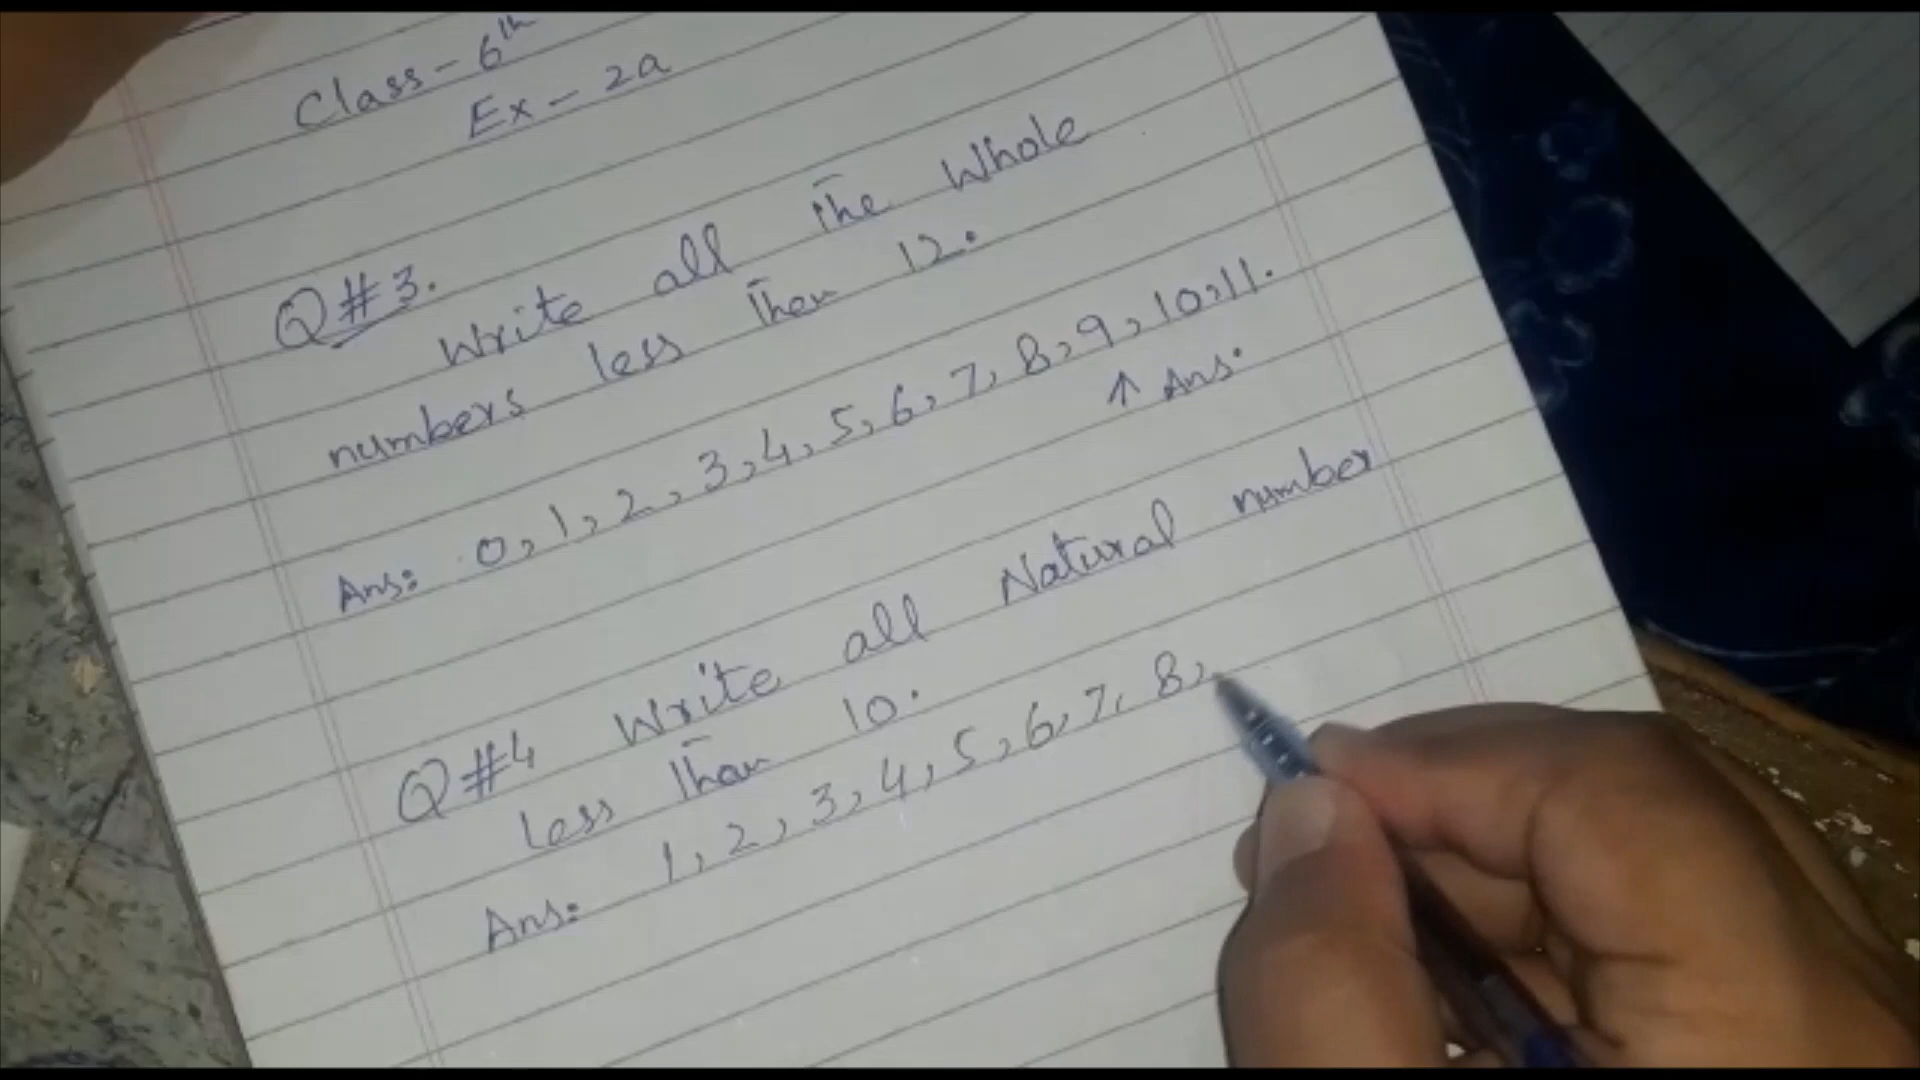 Class - 6th
Ex - 2a
Q#3.
Write all the Whole
numbers less than 12.
Ans: 0, 1, 2, 3, 4, 5, 6, 7, 8, 9, 10, 11.
↑ Ans.
Q#4 Write all Natural number
less than 10.
Ans: 1, 2, 3, 4, 5, 6, 7, 8,